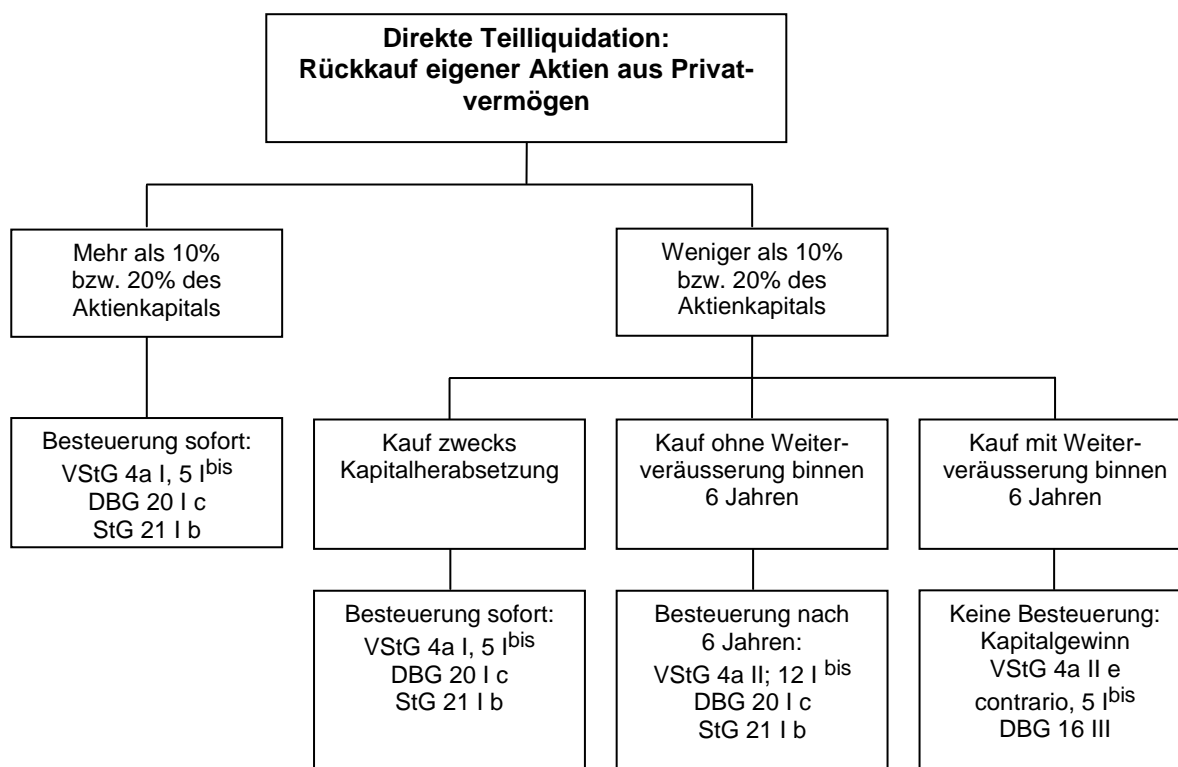 Direkte Teilliquidation:
Rückkauf eigener Aktien aus Privat-
vermögen
Mehr als 10%
bzw. 20% des
Aktienkapitals
Weniger als 10%
bzw. 20% des
Aktienkapitals
Besteuerung sofort:
VStG 4a I, 5 I^bis
DBG 20 I c
StG 21 I b
Kauf zwecks
Kapitalherabsetzung
Kauf ohne Weiter-
veräusserung binnen
6 Jahren
Kauf mit Weiter-
veräusserung binnen
6 Jahren
Besteuerung sofort:
VStG 4a I, 5 I^bis
DBG 20 I c
StG 21 I b
Besteuerung nach
6 Jahren:
VStG 4a II; 12 I ^bis
DBG 20 I c
StG 21 I b
Keine Besteuerung:
Kapitalgewinn
VStG 4a II e
contrario, 5 I^bis
DBG 16 III